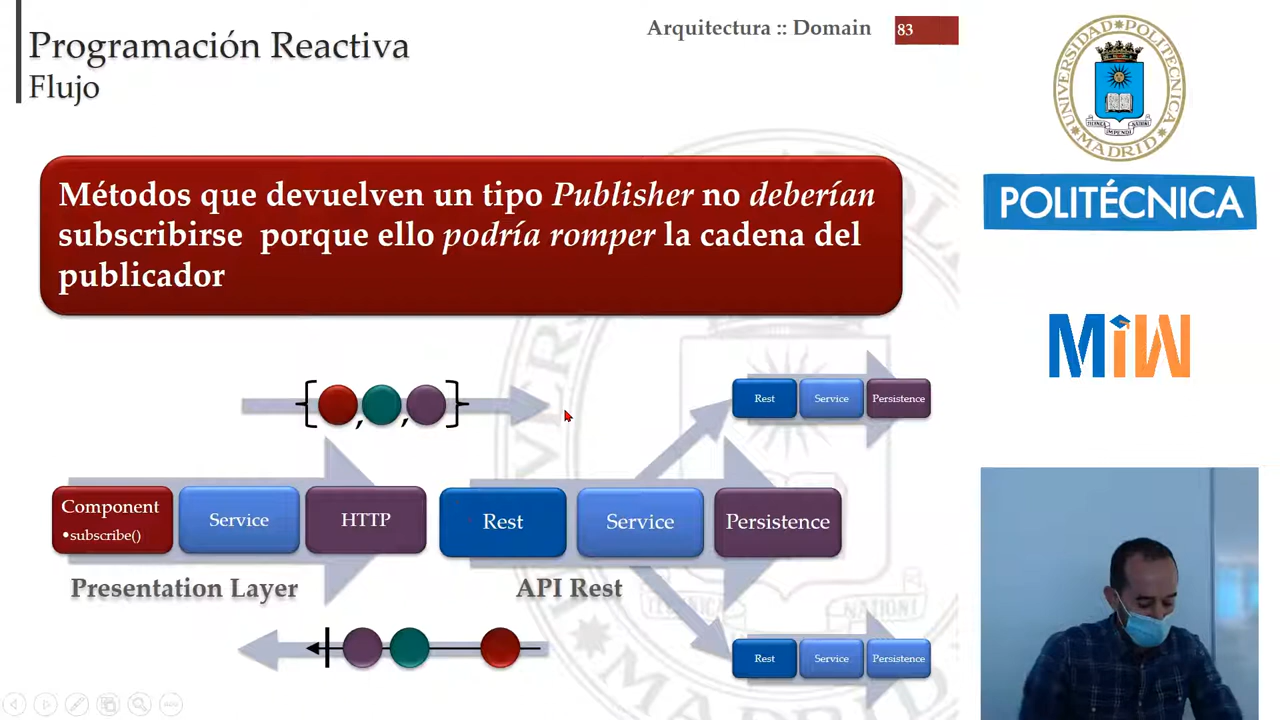 Programación Reactiva
Flujo
Arquitectura :: Domain
83
Métodos que devuelven un tipo Publisher no deberían
subscribirse porque ello podría romper la cadena del
publicador
{ , , }
Rest
Service
Persistence
Component
•subscribe()
Service
HTTP
Rest
Service
Persistence
Presentation Layer
API Rest
Rest
Service
Persistence
UNIVERSIDAD POLITÉCNICA
MADRID
POLITÉCNICA
MiW